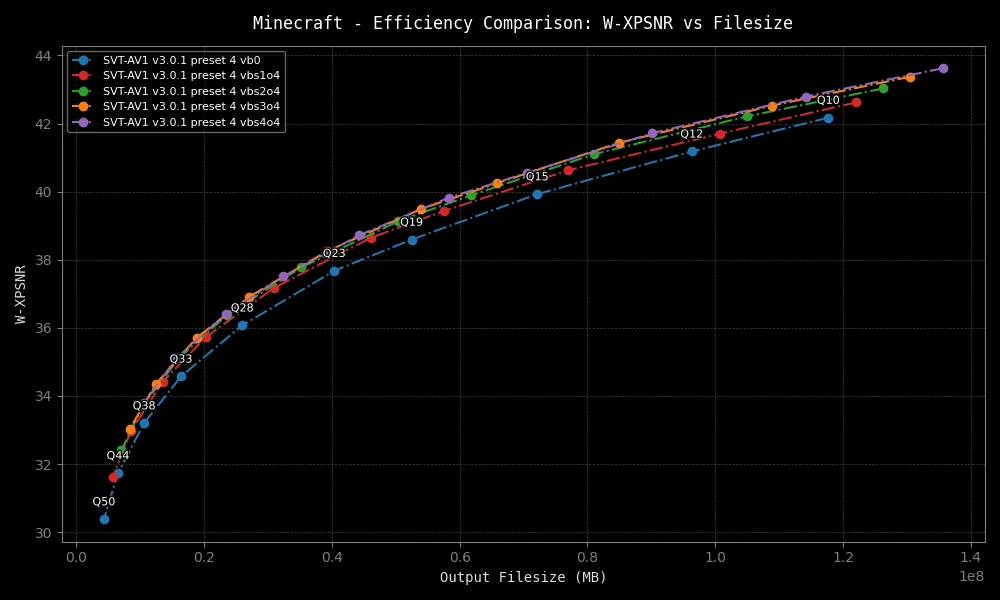 Minecraft - Efficiency Comparison: W-XPSNR vs Filesize
SVT-AV1 v3.0.1 preset 4 vb0
SVT-AV1 v3.0.1 preset 4 vbs1o4
SVT-AV1 v3.0.1 preset 4 vbs2o4
SVT-AV1 v3.0.1 preset 4 vbs3o4
SVT-AV1 v3.0.1 preset 4 vbs4o4
W-XPSNR
44
42
40
38
36
34
32
30
Q10
Q12
Q15
Q19
Q23
Q28
Q33
Q38
Q44
Q50
0.0 0.2 0.4 0.6 0.8 1.0 1.2 1.4
1e8
Output Filesize (MB)